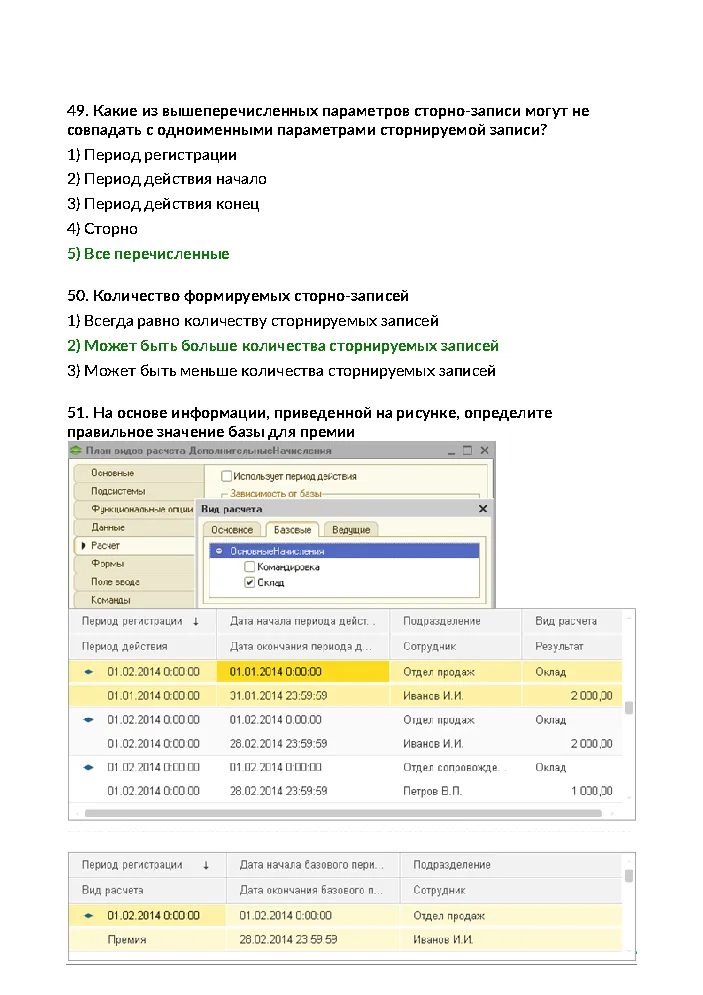 49. Какие из вышеперечисленных параметров сторно-записи могут не
совпадать с одноименными параметрами сторнируемой записи?
1) Период регистрации
2) Период действия начало
3) Период действия конец
4) Сторно
5) Все перечисленные
50. Количество формируемых сторно-записей
1) Всегда равно количеству сторнируемых записей
2) Может быть больше количества сторнируемых записей
3) Может быть меньше количества сторнируемых записей
51. На основе информации, приведенной на рисунке, определите
правильное значение базы для премии
План видов расчета ДополнительныеНачисления
Основные
Использует период действия
Подсистемы
Зависимость от базы
Функциональные опции
Вид расчета
Данные
Основное Базовые Ведущие
Расчет
ОсновныеНачисления
Формы
Командировка
Поле ввода
Оклад
Команды
Период регистрации ↓ Дата начала периода дейст... Подразделение Вид расчета
Период действия Дата окончания периода д... Сотрудник Результат
01.02.2014 0:00:00 01.01.2014 0:00:00 Отдел продаж Оклад
01.01.2014 0:00:00 31.01.2014 23:59:59 Иванов И.И. 2 000,00
01.02.2014 0:00:00 01.02.2014 0:00:00 Отдел продаж Оклад
01.02.2014 0:00:00 28.02.2014 23:59:59 Иванов И.И. 2 000,00
01.02.2014 0:00:00 01.02.2014 0:00:00 Отдел сопровожде... Оклад
01.02.2014 0:00:00 28.02.2014 23:59:59 Петров В.П. 1 000,00
Период регистрации ↓ Дата начала базового пери... Подразделение
Вид расчета Дата окончания базового п... Сотрудник
01.02.2014 0:00:00 01.02.2014 0:00:00 Отдел продаж
Премия 28.02.2014 23:59:59 Иванов И.И.